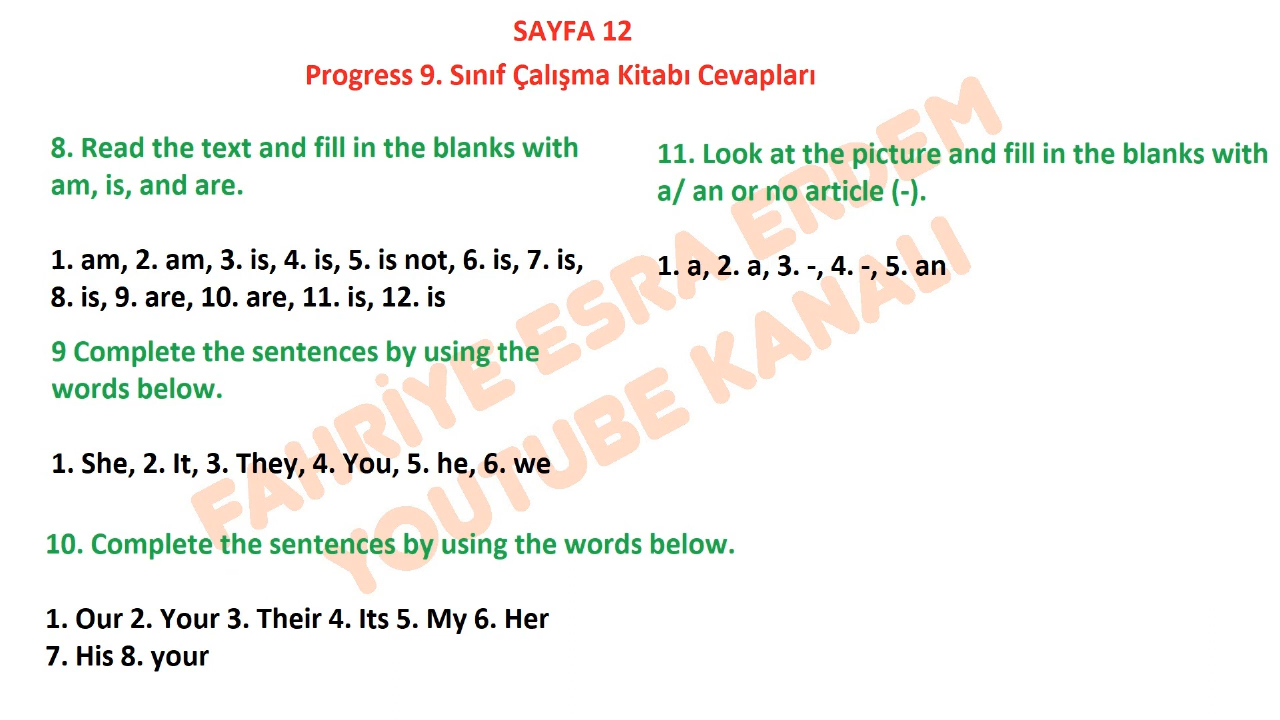 SAYFA 12
Progress 9. Sınıf Çalışma Kitabı Cevapları
8. Read the text and fill in the blanks with
am, is, and are.
1. am, 2. am, 3. is, 4. is, 5. is not, 6. is, 7. is,
8. is, 9. are, 10. are, 11. is, 12. is
9 Complete the sentences by using the
words below.
1. She, 2. It, 3. They, 4. You, 5. he, 6. we
10. Complete the sentences by using the words below.
1. Our 2. Your 3. Their 4. Its 5. My 6. Her
7. His 8. your
11. Look at the picture and fill in the blanks with
a/ an or no article (-).
1. a, 2. a, 3. -, 4. -, 5. an
FAHRİYE ESRA ERDEM
YOUTUBE KANALI